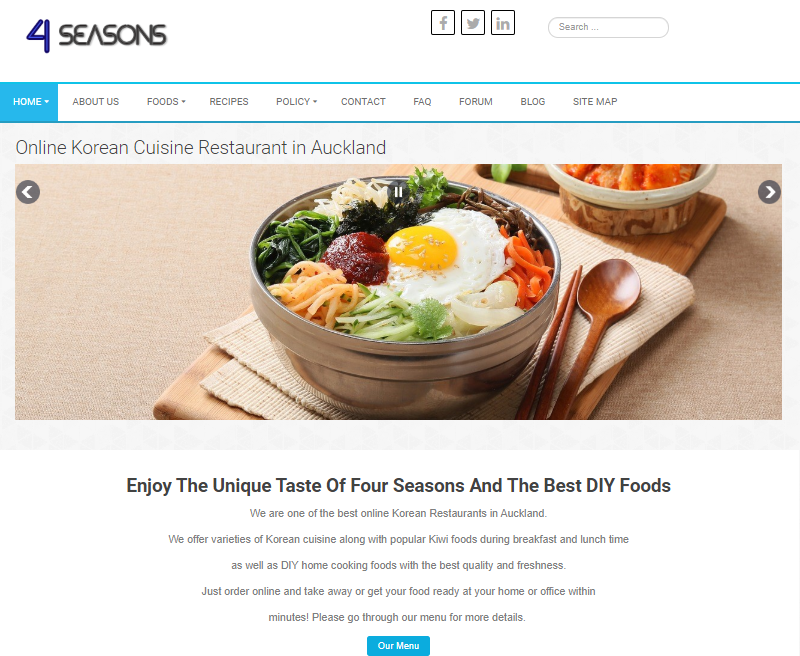 4 SEASONS
Search ...
HOME ABOUT US FOODS RECIPES POLICY CONTACT FAQ FORUM BLOG SITE MAP
Online Korean Cuisine Restaurant in Auckland
Enjoy The Unique Taste Of Four Seasons And The Best DIY Foods
We are one of the best online Korean Restaurants in Auckland.
We offer varieties of Korean cuisine along with popular Kiwi foods during breakfast and lunch time
as well as DIY home cooking foods with the best quality and freshness.
Just order online and take away or get your food ready at your home or office within
minutes! Please go through our menu for more details.
Our Menu